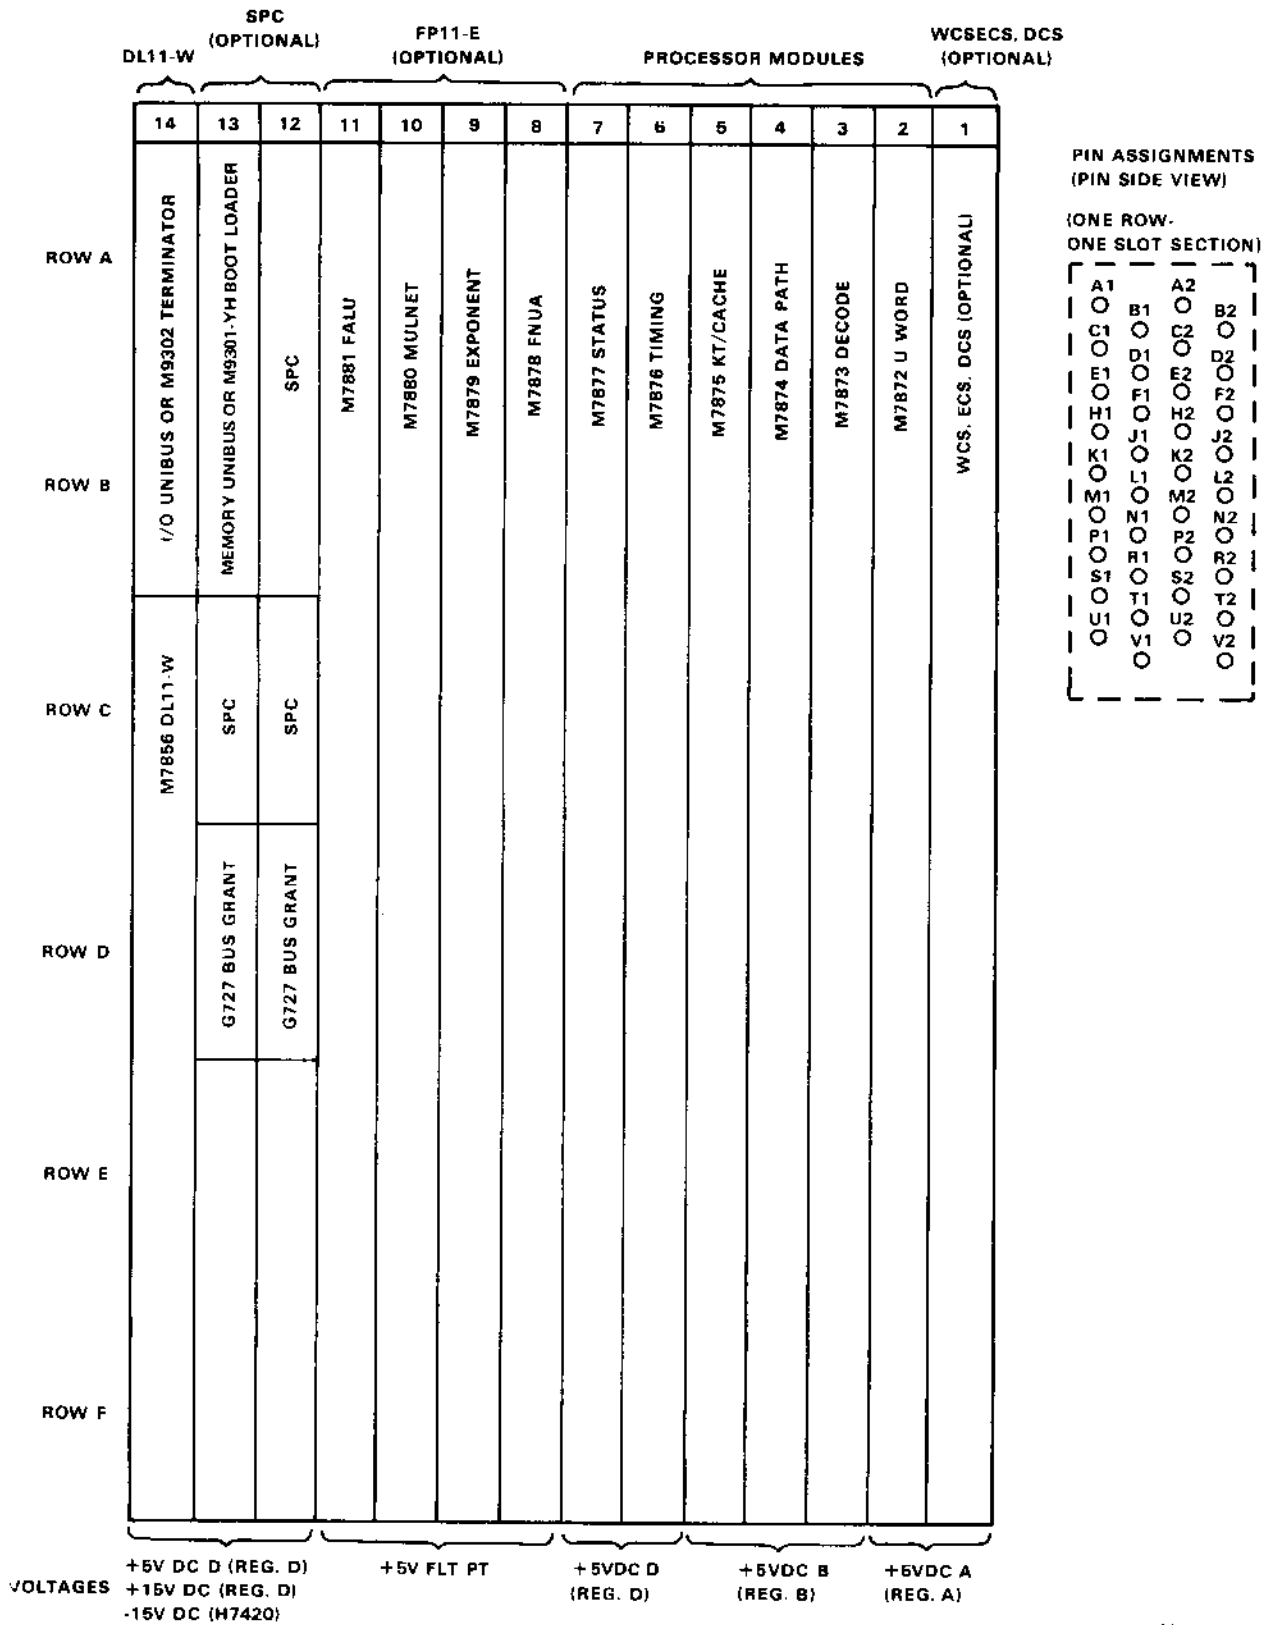 SPC
(OPTIONAL)
DL11-W
FP11-E
(OPTIONAL)
PROCESSOR MODULES
WCSECS, DCS
(OPTIONAL)
14 13 12 11 10 9 8 7 6 5 4 3 2 1
I/O UNIBUS OR M9302 TERMINATOR
MEMORY UNIBUS OR M9301-YH BOOT LOADER
SPC
M7881 FALU
M7880 MULNET
M7879 EXPONENT
M7878 FNUA
M7877 STATUS
M7876 TIMING
M7875 KT/CACHE
M7874 DATA PATH
M7873 DECODE
M7872 U WORD
WCS, ECS, DCS (OPTIONAL)
M7856 DL11-W
SPC
SPC
G727 BUS GRANT
G727 BUS GRANT
ROW A
ROW B
ROW C
ROW D
ROW E
ROW F
VOLTAGES
+5V DC D (REG. D)
+15V DC (REG. D)
-15V DC (H7420)
+5V FLT PT
+5VDC D
(REG. D)
+5VDC B
(REG. B)
+5VDC A
(REG. A)
PIN ASSIGNMENTS
(PIN SIDE VIEW)
(ONE ROW-
ONE SLOT SECTION)
A1 A2
B1 B2
C1 C2
D1 D2
E1 E2
F1 F2
H1 H2
J1 J2
K1 K2
L1 L2
M1 M2
N1 N2
P1 P2
R1 R2
S1 S2
T1 T2
U1 U2
V1 V2